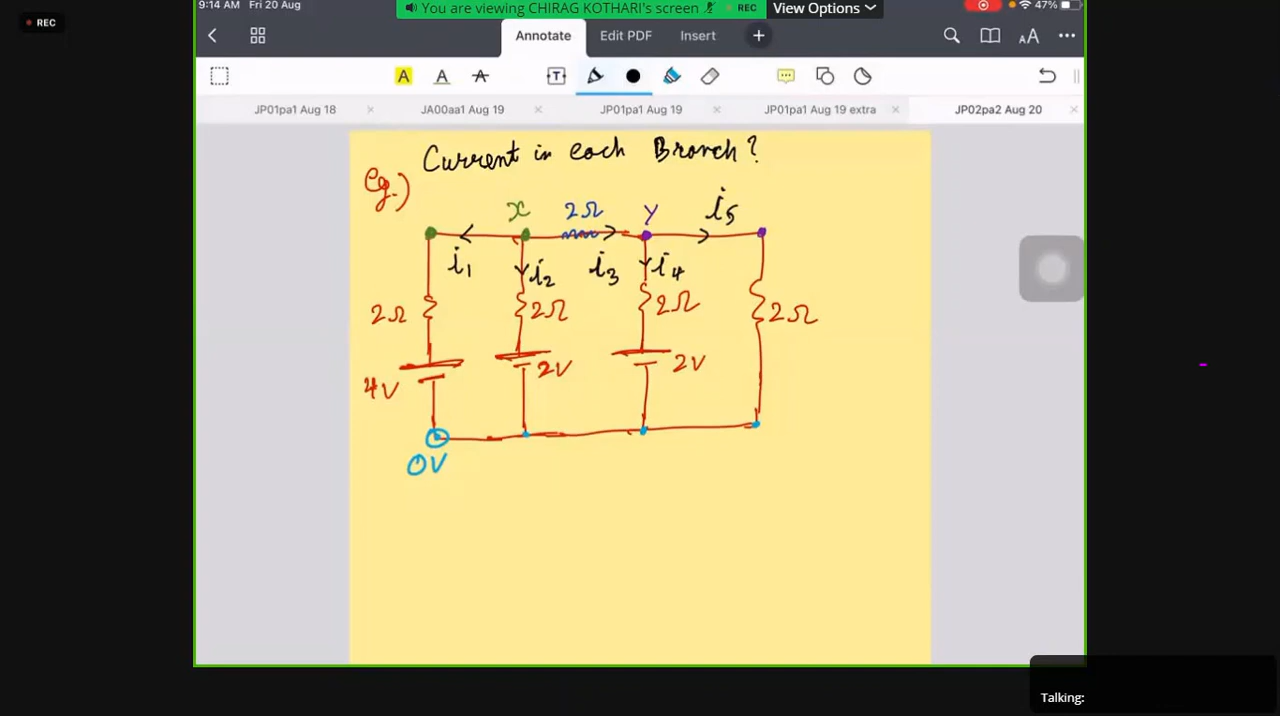 9:14 AM Fri 20 Aug
You are viewing CHIRAG KOTHARI's screen
REC
View Options
47%
REC
Annotate
Edit PDF
Insert
AA
A A A T
JP01pa1 Aug 18
JA00aa1 Aug 19
JP01pa1 Aug 19
JP01pa1 Aug 19 extra
JP02pa2 Aug 20
Current in each Branch?
eg.)
x 2Ω y i5
i1 i2 i3 i4
2Ω 2Ω 2Ω 2Ω
4V 2V 2V
0V
Talking: